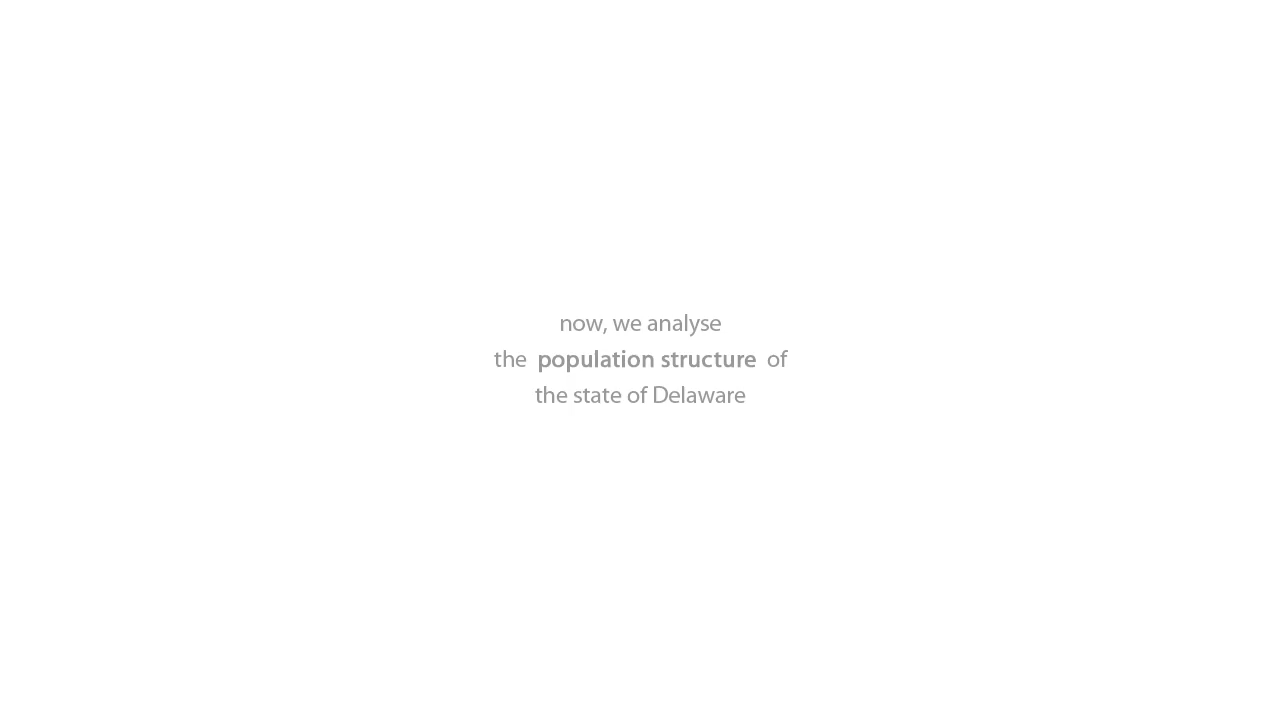 now, we analyse
the population structure of
the state of Delaware